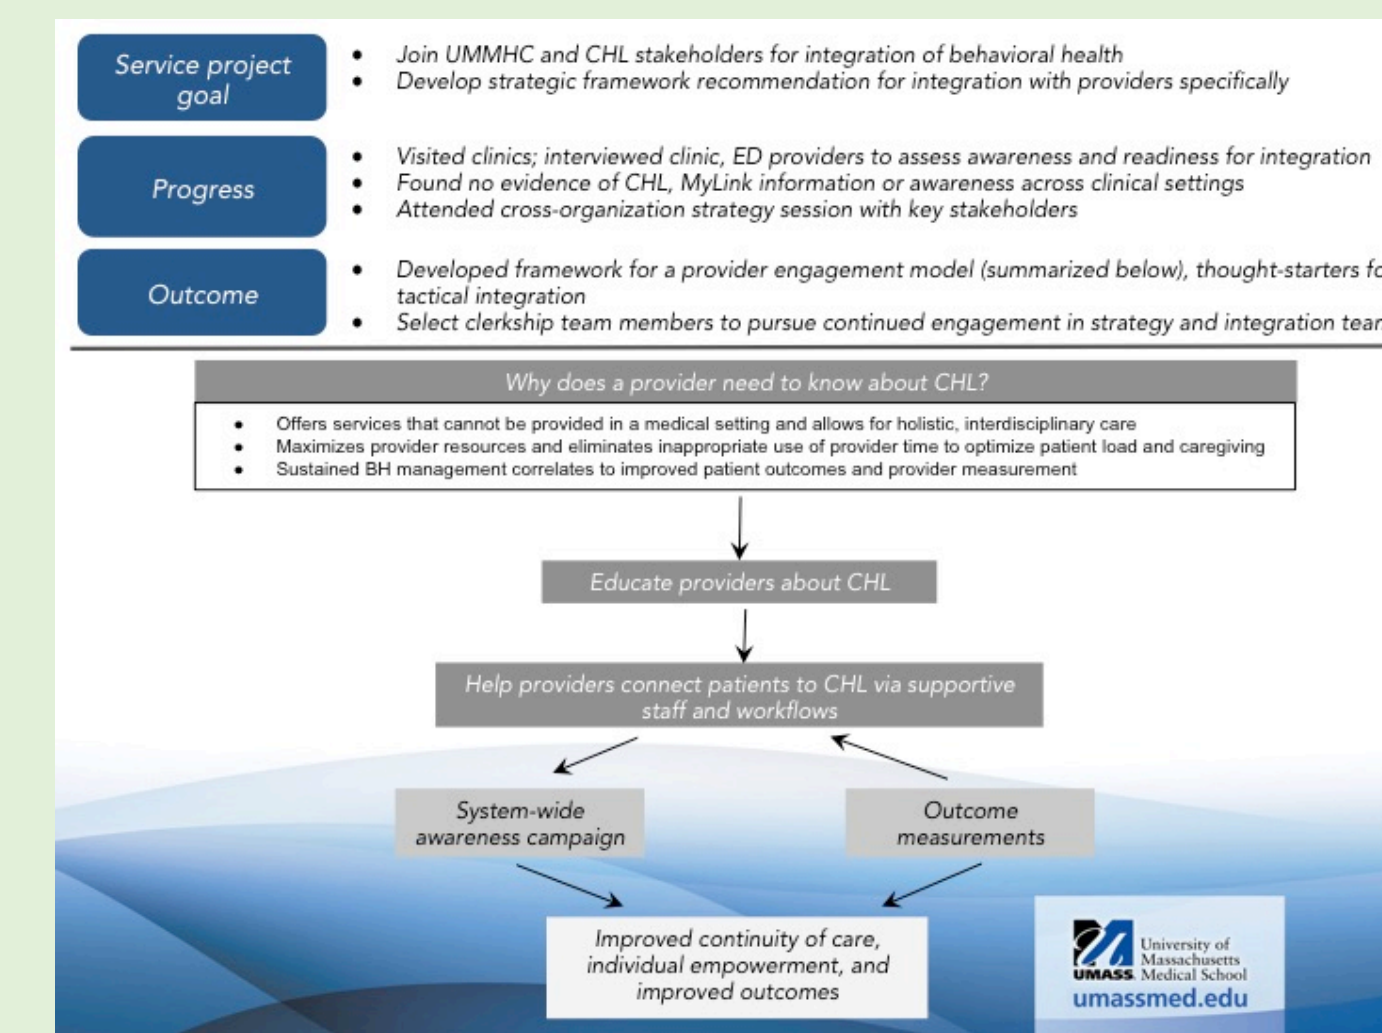 Service project
goal
• Join UMMHC and CHL stakeholders for integration of behavioral health
• Develop strategic framework recommendation for integration with providers specifically
Progress
• Visited clinics; interviewed clinic, ED providers to assess awareness and readiness for integration
• Found no evidence of CHL, MyLink information or awareness across clinical settings
• Attended cross-organization strategy session with key stakeholders
Outcome
• Developed framework for a provider engagement model (summarized below), thought-starters
tactical integration
• Select clerkship team members to pursue continued engagement in strategy and integration
Why does a provider need to know about CHL?
• Offers services that cannot be provided in a medical setting and allows for holistic, interdisciplinary care
• Maximizes provider resources and eliminates inappropriate use of provider time to optimize patient load and caregiving
• Sustained BH management correlates to improved patient outcomes and provider measurement
Educate providers about CHL
Help providers connect patients to CHL via supportive
staff and workflows
System-wide
awareness campaign
Outcome
measurements
Improved continuity of care,
individual empowerment, and
improved outcomes
University of
Massachusetts
UMASS Medical School
umassmed.edu